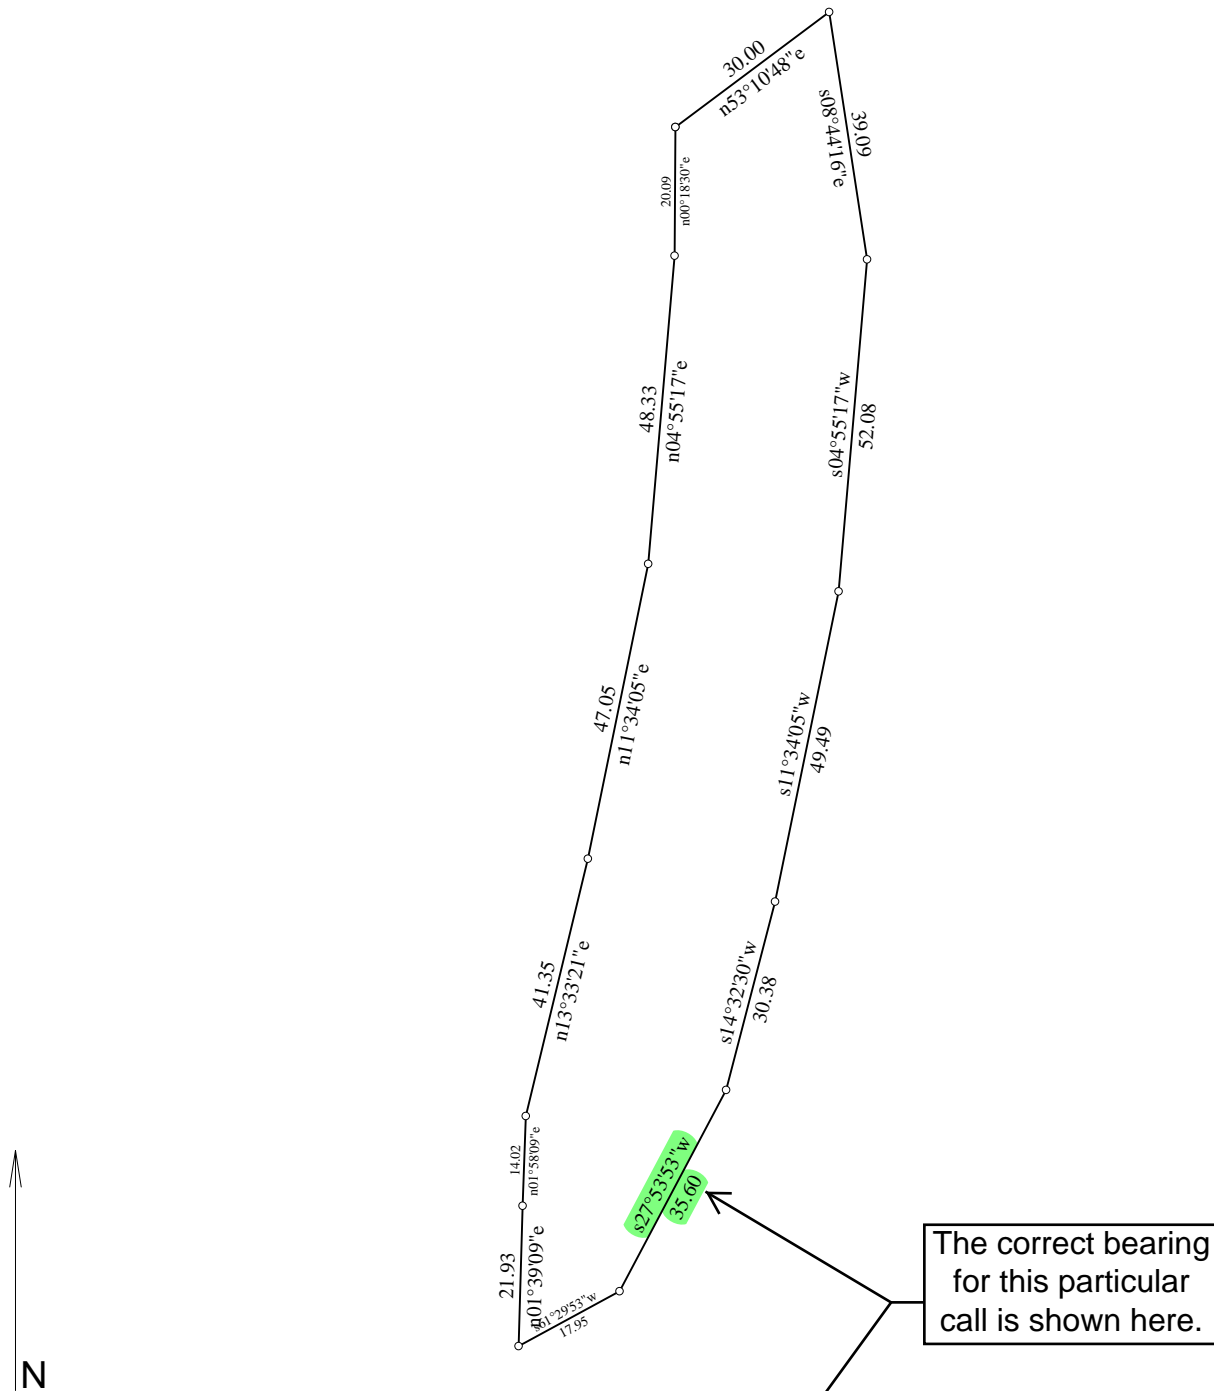 30.00
n53°10'48"e
39.09
s08°44'16"e
20.09
n00°18'30"e
48.33
n04°55'17"e
s04°55'17"w
52.08
47.05
n11°34'05"e
s11°34'05"w
49.49
41.35
n13°33'21"e
s14°32'30"w
30.38
14.02
n01°58'09"e
s27°53'53"w
35.60
21.93
n01°39'09"e
s61°29'53"w
17.95
The correct bearing
for this particular
call is shown here.
N